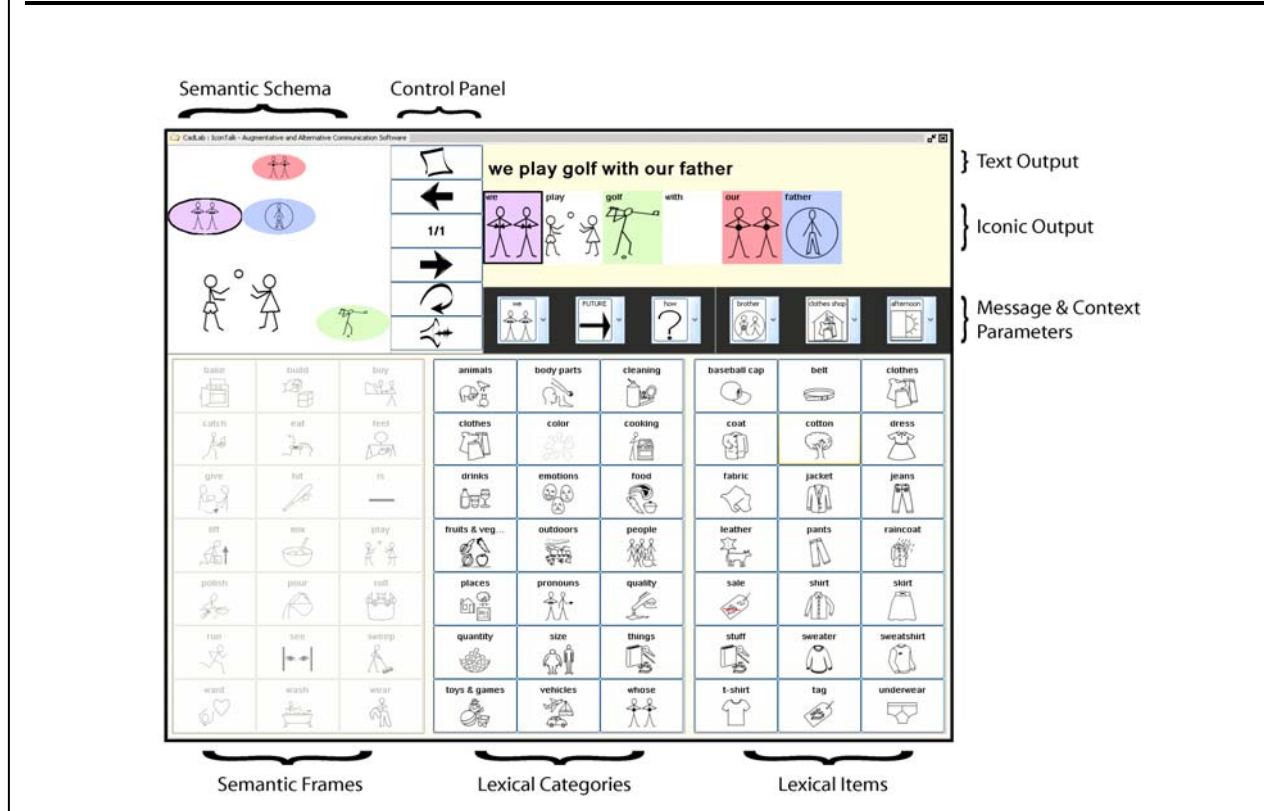 Semantic Schema Control Panel
CadLab : IconTalk - Augmentative and Alternative Communication Software
we play golf with our father
Text Output
we play golf with our father
Iconic Output
1/1
we FUTURE how brother clothes shop afternoon
Message & Context
Parameters
bake build buy animals body parts cleaning baseball cap belt clothes
catch eat feel clothes color cooking coat cotton dress
give hit is drinks emotions food fabric jacket jeans
lift mix play fruits & veg... outdoors people leather pants raincoat
polish pour roll places pronouns quality sale shirt skirt
run see sweep quantity size things stuff sweater sweatshirt
want wash wear toys & games vehicles whose t-shirt tag underwear
Semantic Frames Lexical Categories Lexical Items